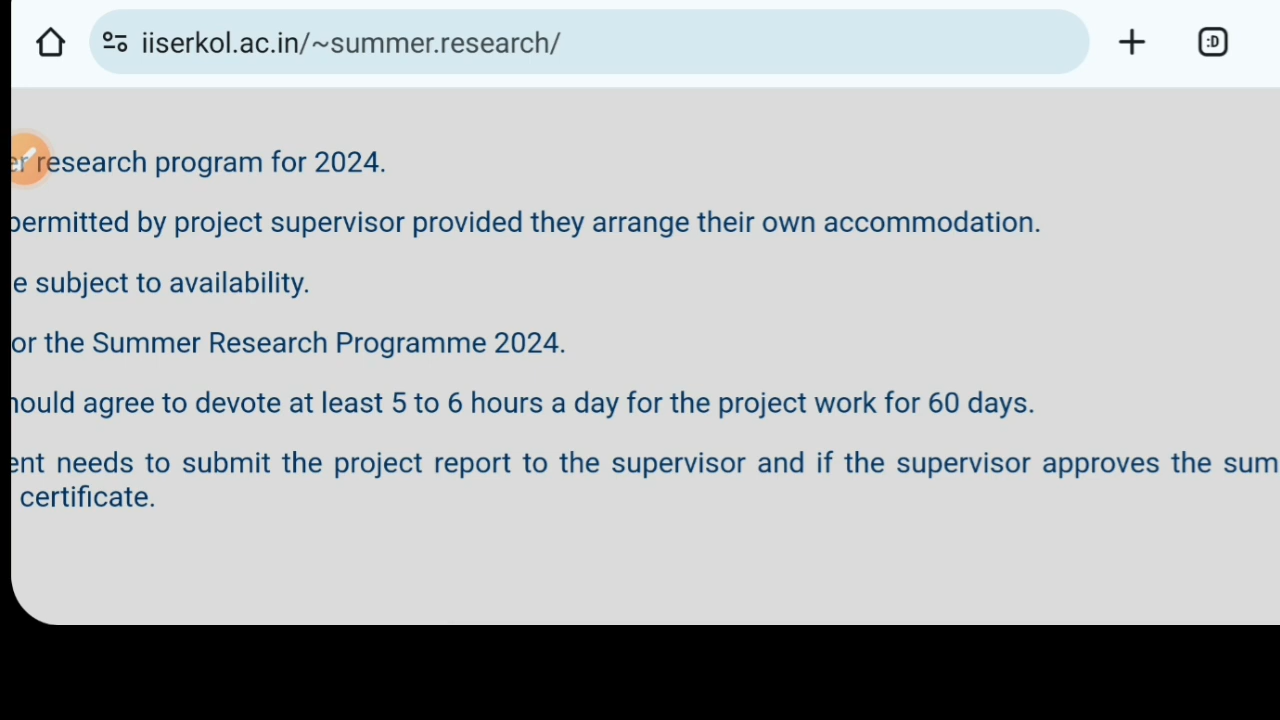 iiserkol.ac.in/~summer.research/
:D
er research program for 2024.
permitted by project supervisor provided they arrange their own accommodation.
e subject to availability.
or the Summer Research Programme 2024.
hould agree to devote at least 5 to 6 hours a day for the project work for 60 days.
ent needs to submit the project report to the supervisor and if the supervisor approves the sum
certificate.